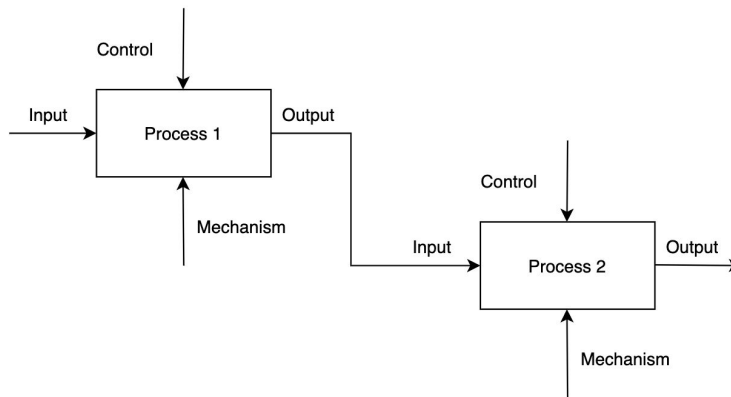 Control
Input
Process 1
Output
Mechanism
Control
Input
Process 2
Output
Mechanism